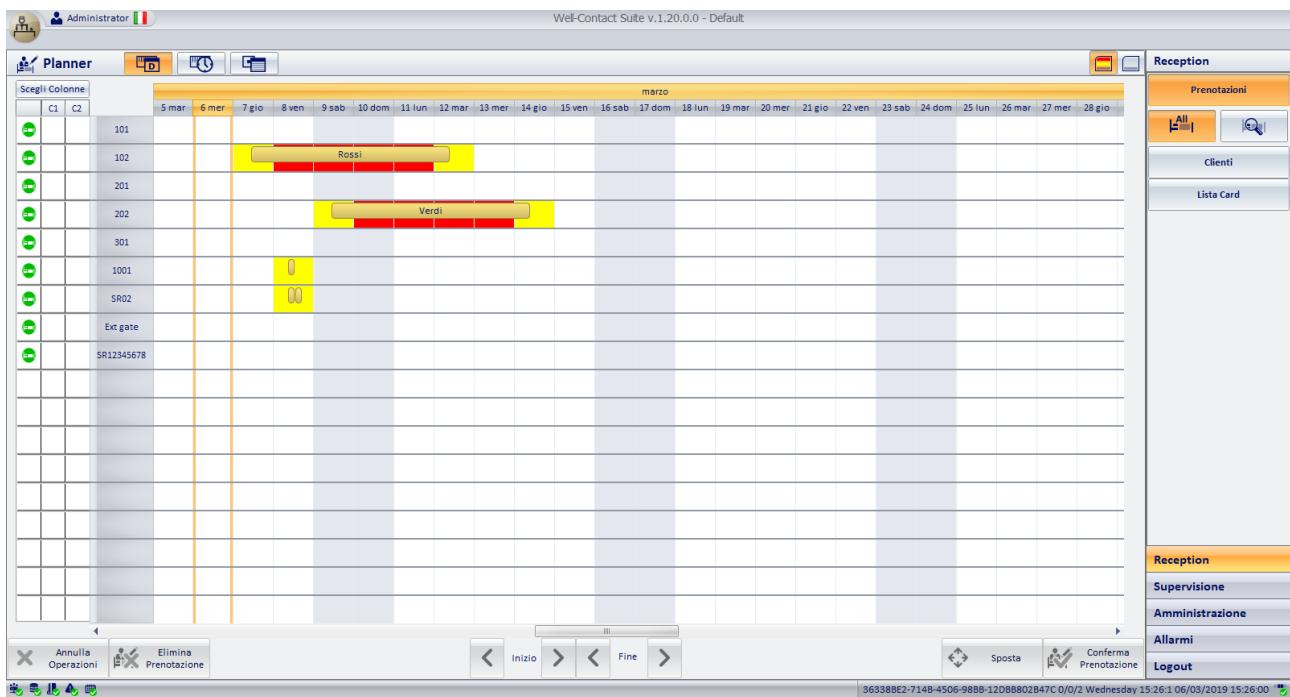 Administrator
Well-Contact Suite v.1.20.0.0 - Default
Planner
D
Reception
Scegli Colonne
marzo
Prenotazioni
C1 C2
5 mar 6 mer 7 gio 8 ven 9 sab 10 dom 11 lun 12 mar 13 mer 14 gio 15 ven 16 sab 17 dom 18 lun 19 mar 20 mer 21 gio 22 ven 23 sab 24 dom 25 lun 26 mar 27 mer 28 gio
All
101
102 Rossi
Clienti
201
Lista Card
202 Verdi
301
1001
SR02
Ext gate
SR12345678
Reception
Supervisione
Amministrazione
Allarmi
Logout
Annulla
Operazioni
Elimina
Prenotazione
Inizio
Fine
Sposta
Conferma
Prenotazione
36338BE2-714B-4506-98BB-12DBB802B47C 0/0/2 Wednesday 15:26:1 06/03/2019 15:26:00